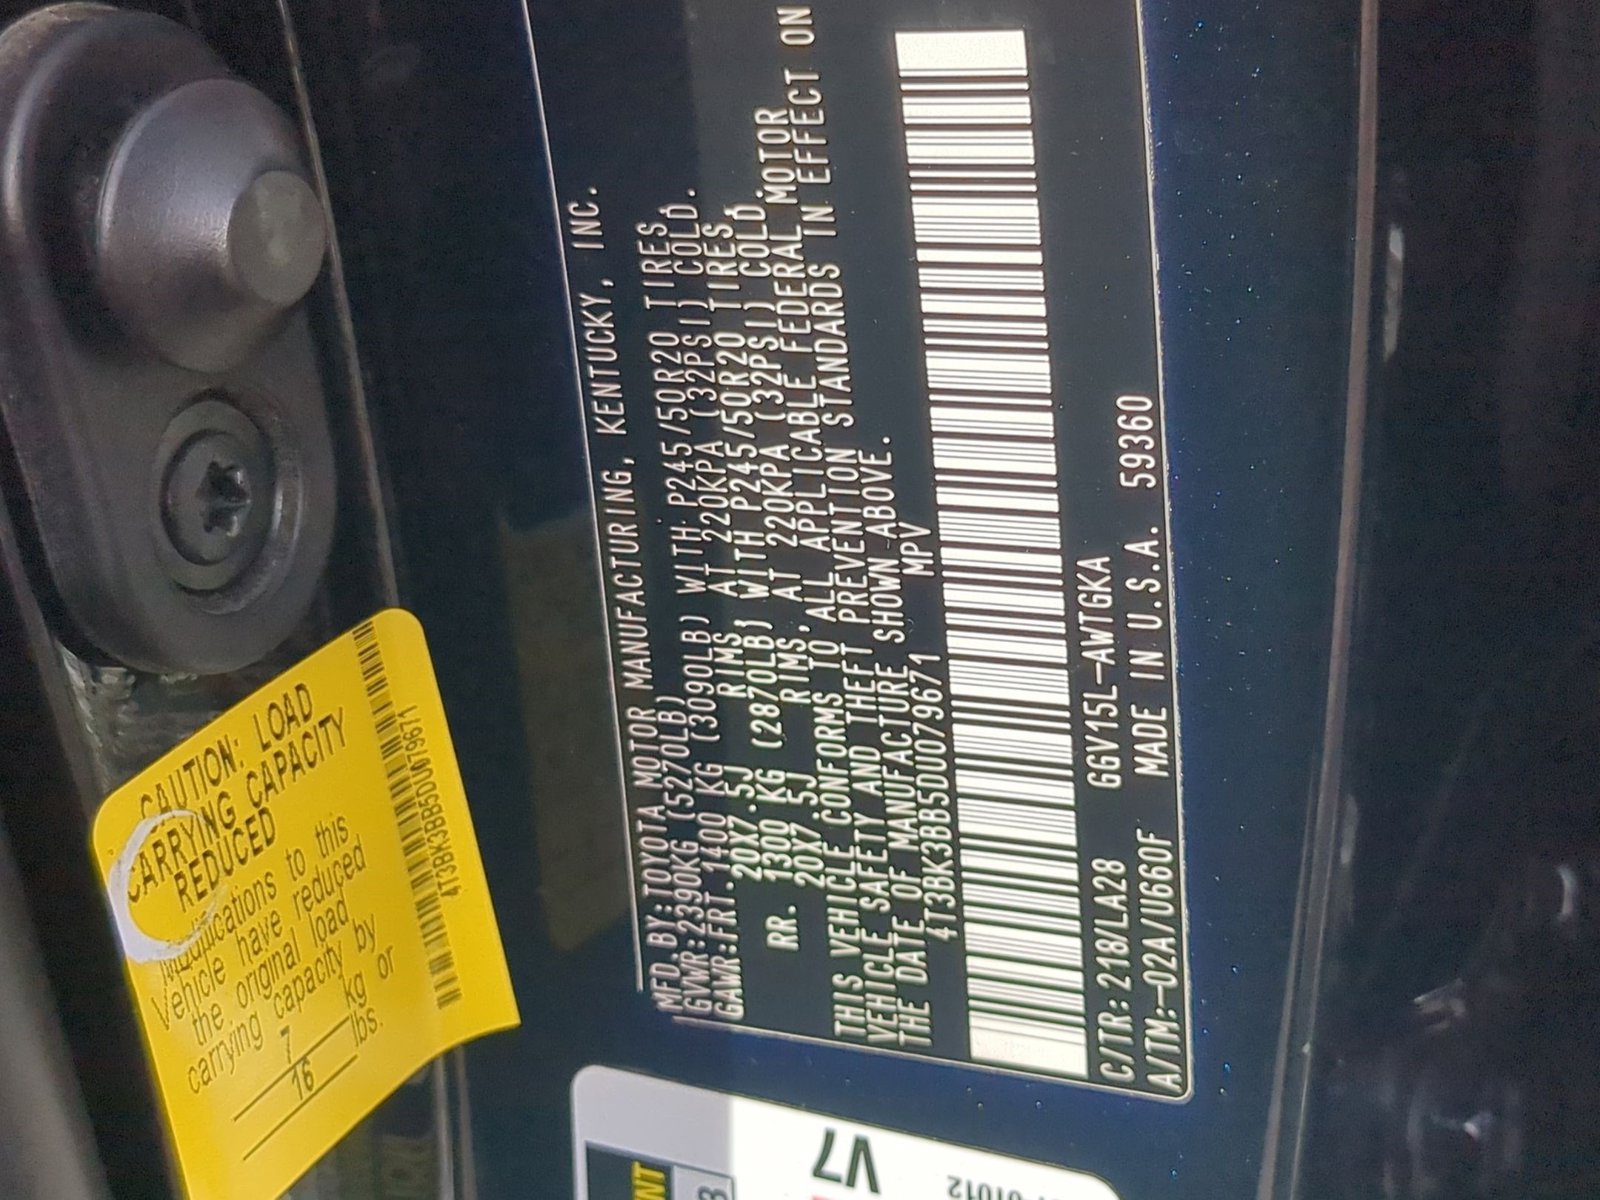 CAUTION: LOAD
CARRYING CAPACITY
REDUCED
Modifications to this
Vehicle have reduced
the original load
carrying capacity by
7 kg or
16 lbs.
4T3BK3BB5DU079671
MFD. BY:TOYOTA MOTOR MANUFACTURING, KENTUCKY, INC.
GVWR:2390KG (5270LB)
GAWR:FRT.1400 KG (3090LB) WITH P245/50R20 TIRES,
20X7.5J RIMS, AT 220KPA (32PSI) COLD.
RR. 1300 KG (2870LB) WITH P245/50R20 TIRES,
20X7.5J RIMS, AT 220KPA (32PSI) COLD.
THIS VEHICLE CONFORMS TO ALL APPLICABLE FEDERAL MOTOR
VEHICLE SAFETY AND THEFT PREVENTION STANDARDS IN EFFECT ON
THE DATE OF MANUFACTURE SHOWN ABOVE.
4T3BK3BB5DU079671 MPV
C/TR:218/LA28 GGV15L-AWTGKA
A/TM:-02A/U660F MADE IN U.S.A. 59360
V7